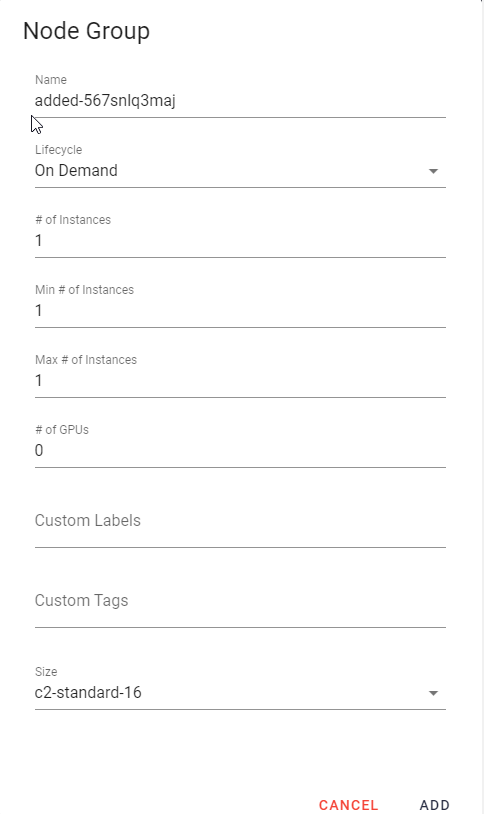 Node Group
Name
added-567snlq3maj
Lifecycle
On Demand
# of Instances
1
Min # of Instances
1
Max # of Instances
1
# of GPUs
0
Custom Labels
Custom Tags
Size
c2-standard-16
CANCEL ADD